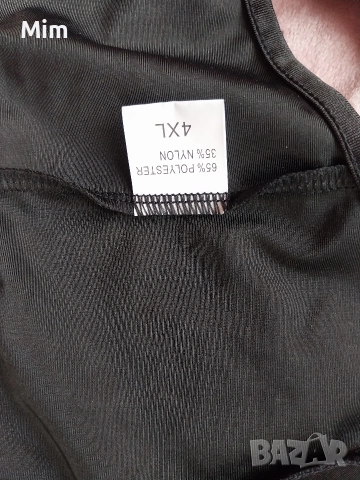 Mim
65% POLYESTER
35% NYLON
4XL
BAZAR